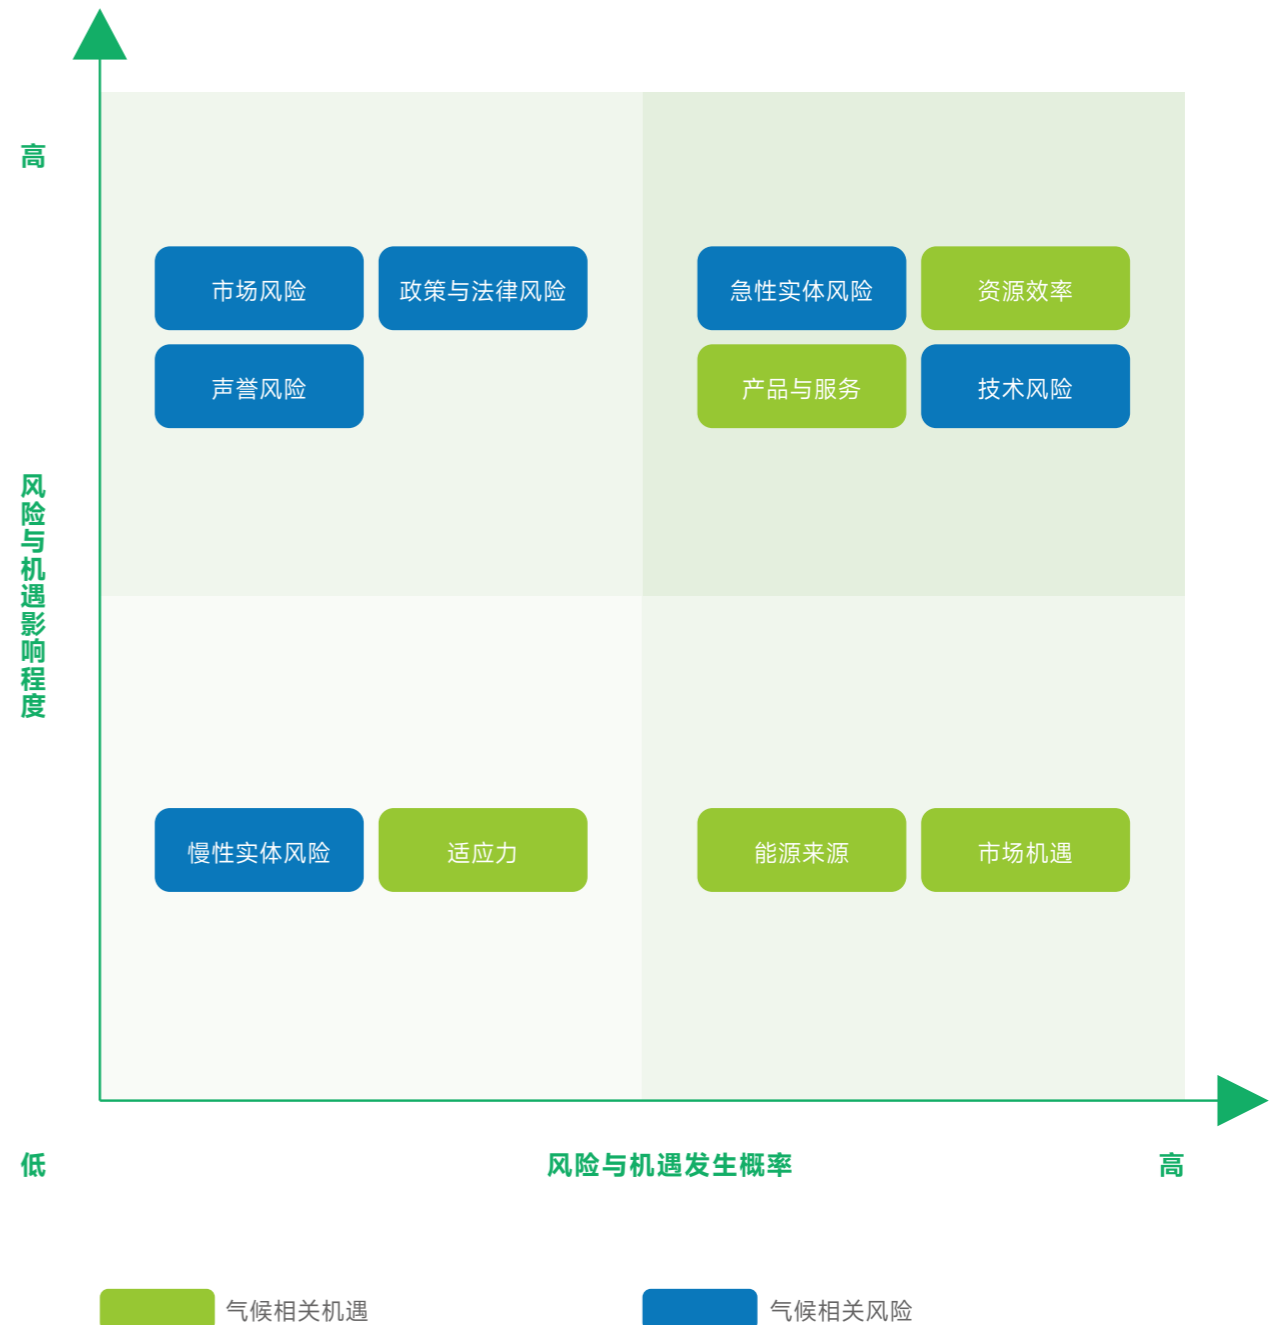 高
市场风险
政策与法律风险
急性实体风险
资源效率
声誉风险
产品与服务
技术风险
风险与机遇影响程度
慢性实体风险
适应力
能源来源
市场机遇
低
风险与机遇发生概率
高
气候相关机遇
气候相关风险